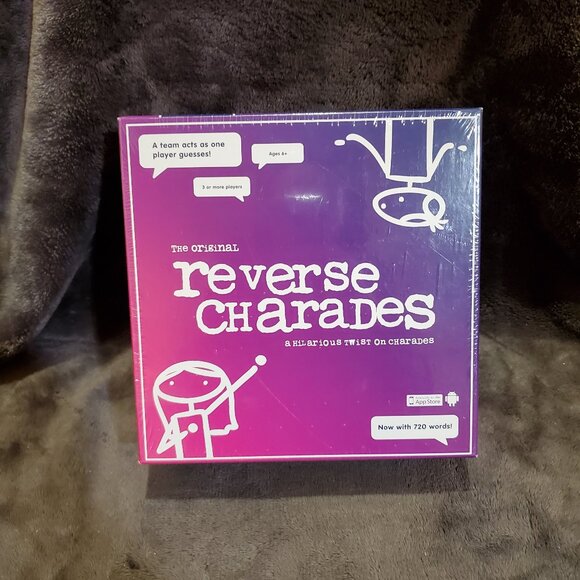 A team acts as one
player guesses!
Ages 6+
3 or more players
THE ORIGINAL
reverse
CHARADES
A HILARIOUS TWIST ON CHARADES
App Store
Now with 720 words!